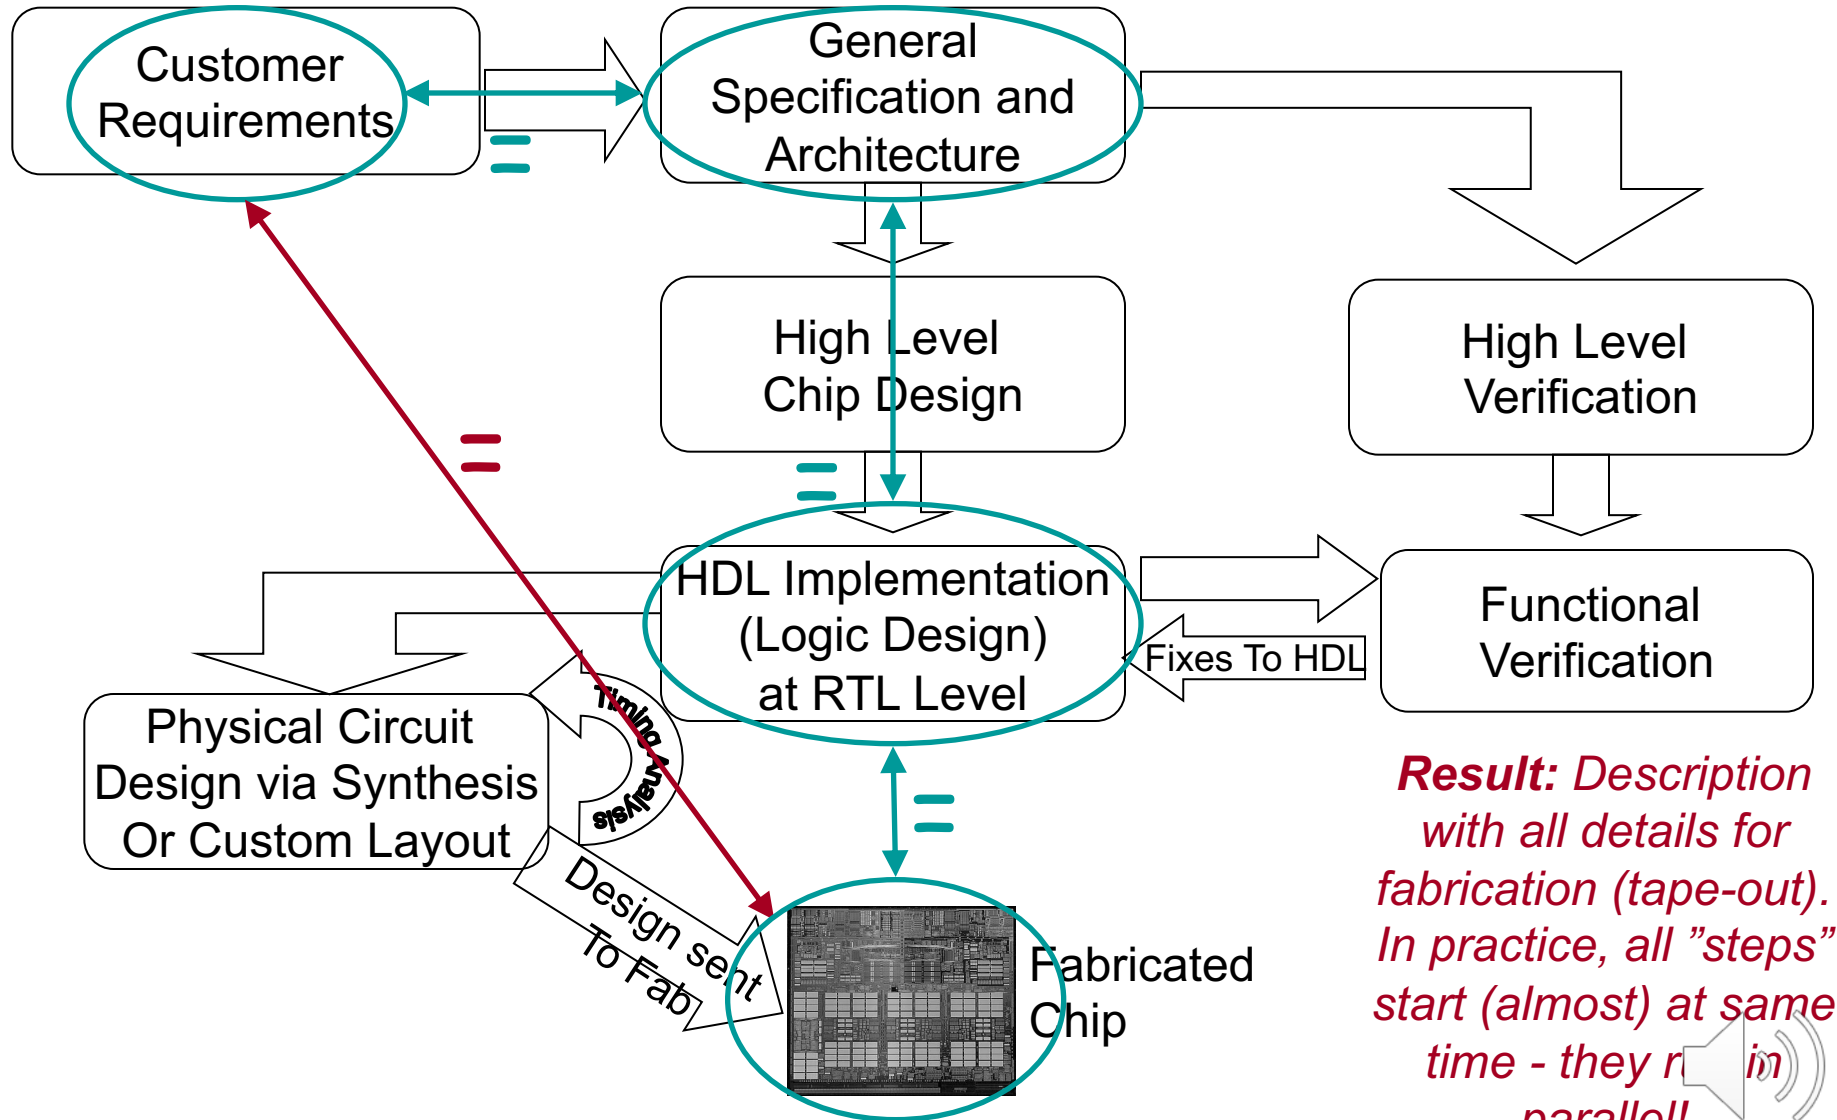 Customer
Requirements
General
Specification and
Architecture
=
High Level
Chip Design
High Level
Verification
=
=
HDL Implementation
(Logic Design)
at RTL Level
Fixes To HDL
Functional
Verification
Timing Analysis
Physical Circuit
Design via Synthesis
Or Custom Layout
=
Design sent
To Fab
Fabricated
Chip
Result: Description
with all details for
fabrication (tape-out).
In practice, all ”steps”
start (almost) at same
time - they in